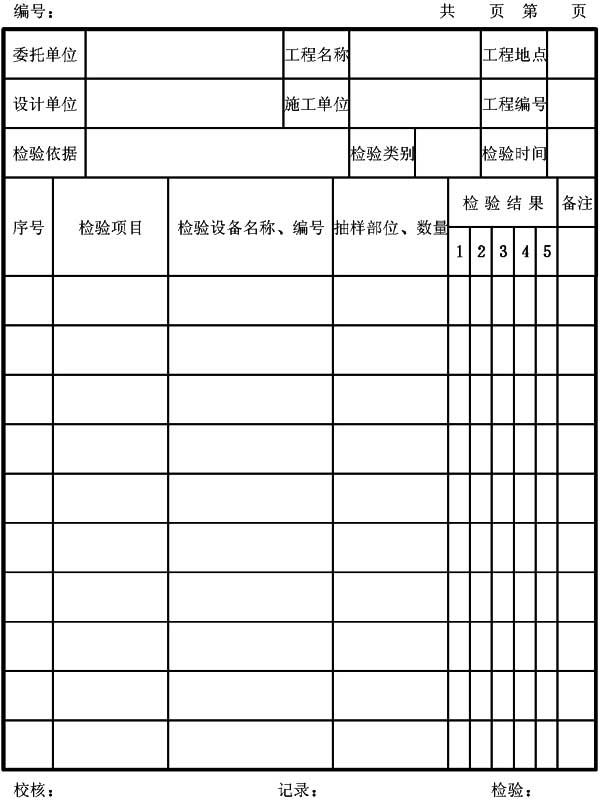 编号： 共 页 第 页
委托单位 工程名称 工程地点
设计单位 施工单位 工程编号
检验依据 检验类别 检验时间
序号 检验项目 检验设备名称、编号 抽样部位、数量 检验结果 备注
1 2 3 4 5
校核： 记录： 检验：